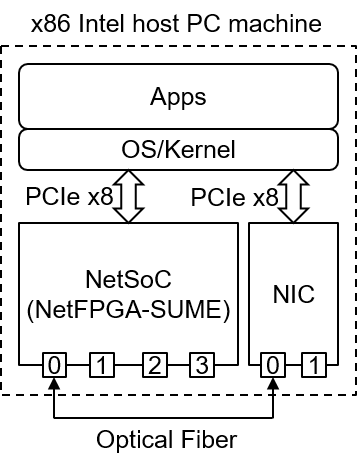 x86 Intel host PC machine
Apps
OS/Kernel
PCIe x8 PCIe x8
NetSoC
(NetFPGA-SUME)
NIC
0 1 2 3 0 1
Optical Fiber